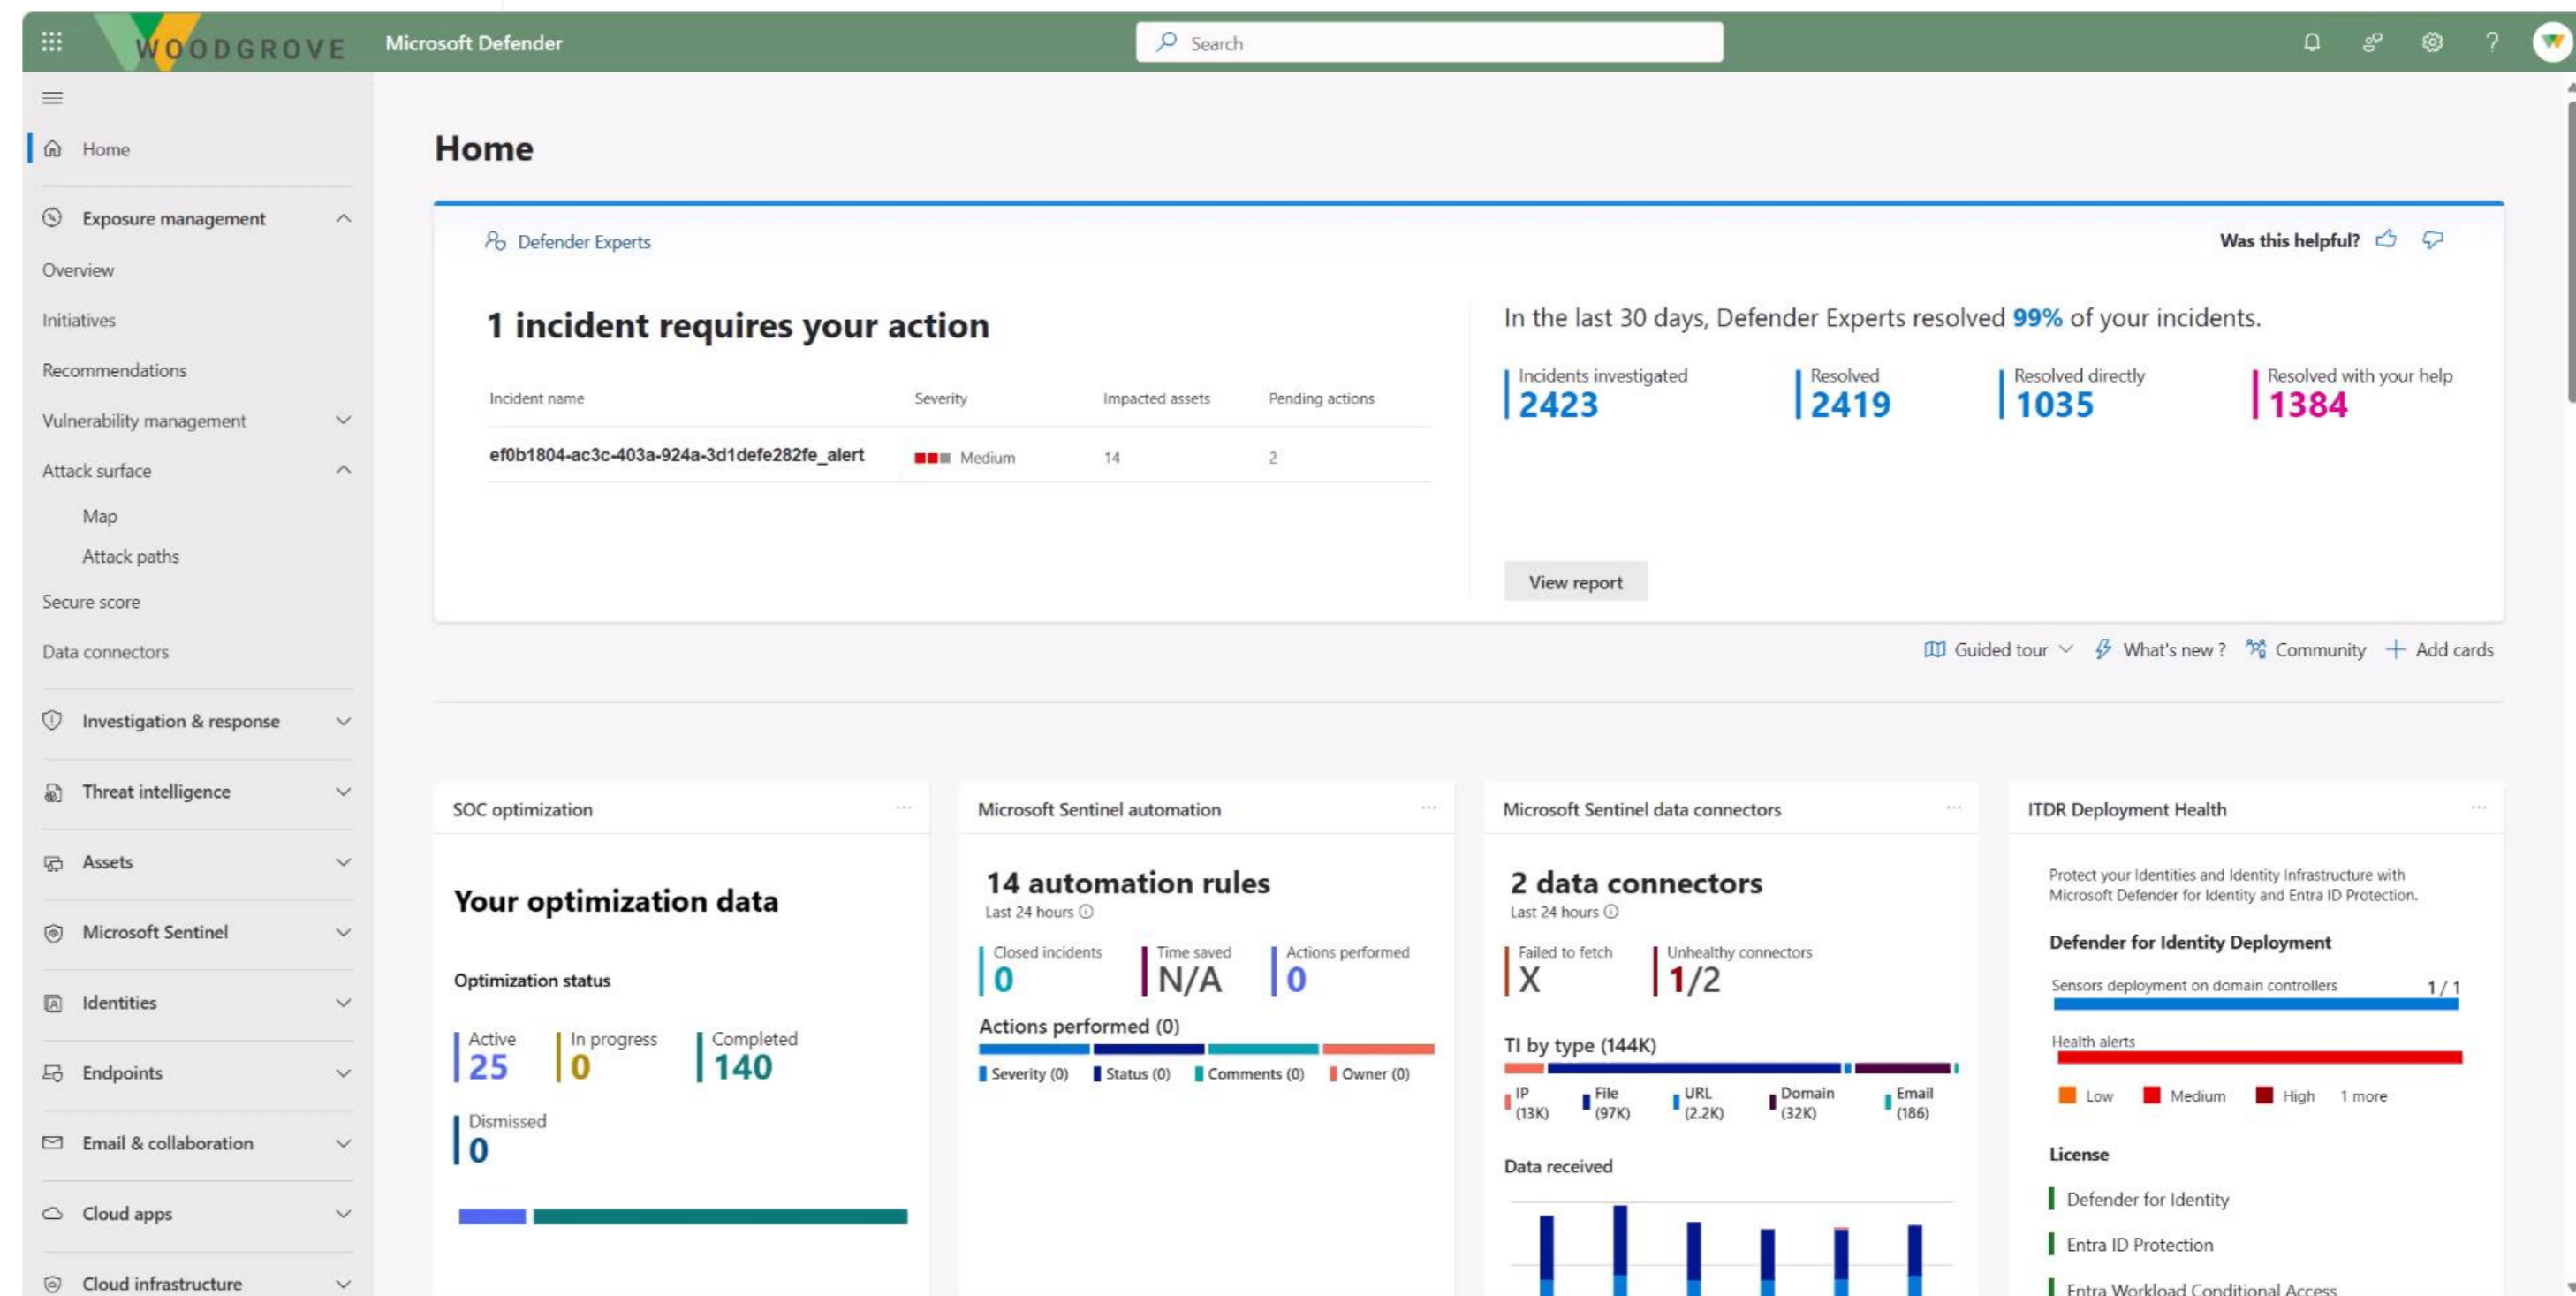 WOODGROVE
Microsoft Defender
Search
Home
Exposure management
Overview
Initiatives
Recommendations
Vulnerability management
Attack surface
Map
Attack paths
Secure score
Data connectors
Investigation & response
Threat intelligence
Assets
Microsoft Sentinel
Identities
Endpoints
Email & collaboration
Cloud apps
Cloud infrastructure
Home
Defender Experts
Was this helpful?
1 incident requires your action
Incident name Severity Impacted assets Pending actions
ef0b1804-ac3c-403a-924a-3d1defe282fe_alert Medium 14 2
In the last 30 days, Defender Experts resolved 99% of your incidents.
Incidents investigated Resolved Resolved directly Resolved with your help
2423 2419 1035 1384
View report
Guided tour What's new ? Community Add cards
SOC optimization
Your optimization data
Optimization status
Active In progress Completed
25 0 140
Dismissed
0
Microsoft Sentinel automation
14 automation rules
Last 24 hours
Closed incidents Time saved Actions performed
0 N/A 0
Actions performed (0)
Severity (0) Status (0) Comments (0) Owner (0)
Microsoft Sentinel data connectors
2 data connectors
Last 24 hours
Failed to fetch Unhealthy connectors
X 1/2
TI by type (144K)
IP File URL Domain Email
(13K) (97K) (2.2K) (32K) (186)
Data received
ITDR Deployment Health
Protect your Identities and Identity Infrastructure with
Microsoft Defender for Identity and Entra ID Protection.
Defender for Identity Deployment
Sensors deployment on domain controllers 1 / 1
Health alerts
Low Medium High 1 more
License
Defender for Identity
Entra ID Protection
Entra Workload Conditional Access